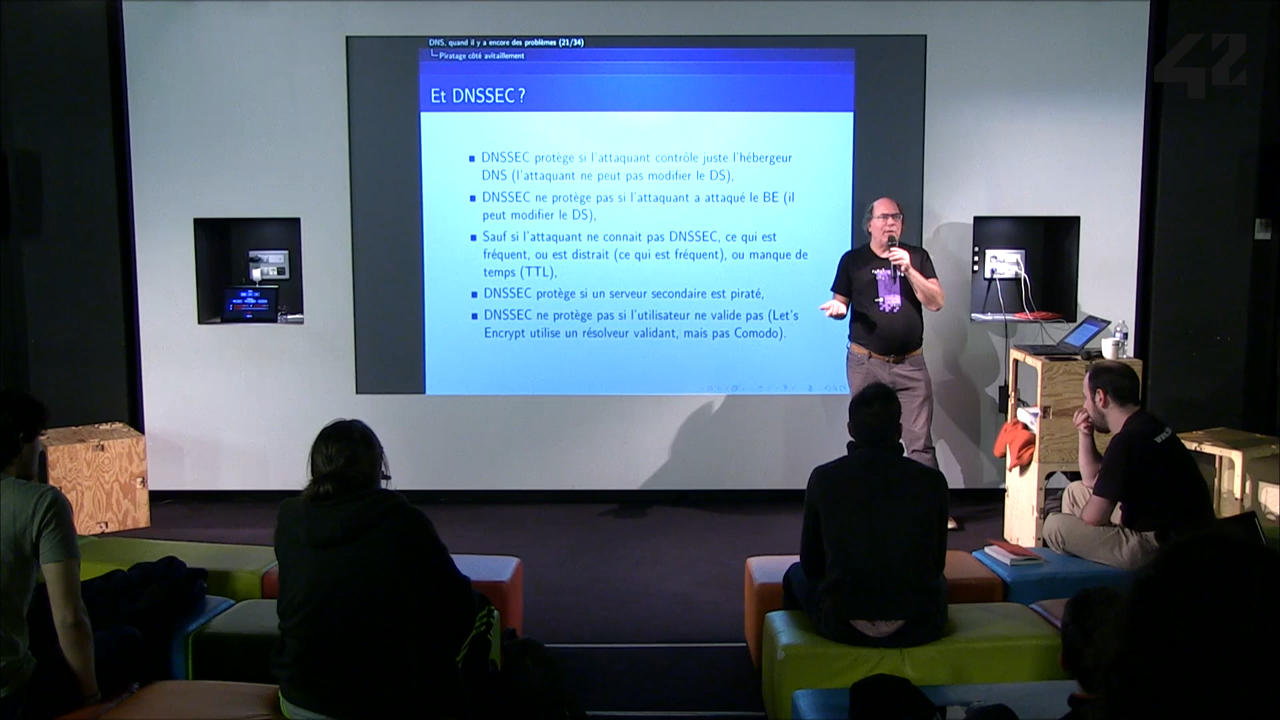 DNS, quand il y a encore des problèmes (21/34)
Piratage côté avitaillement
Et DNSSEC ?
DNSSEC protège si l'attaquant contrôle juste l'hébergeur
DNS (l'attaquant ne peut pas modifier le DS),
DNSSEC ne protège pas si l'attaquant a attaqué le BE (il
peut modifier le DS),
Sauf si l'attaquant ne connait pas DNSSEC, ce qui est
fréquent, ou est distrait (ce qui est fréquent), ou manque de
temps (TTL),
DNSSEC protège si un serveur secondaire est piraté,
DNSSEC ne protège pas si l'utilisateur ne valide pas (Let's
Encrypt utilise un résolveur validant, mais pas Comodo).
42